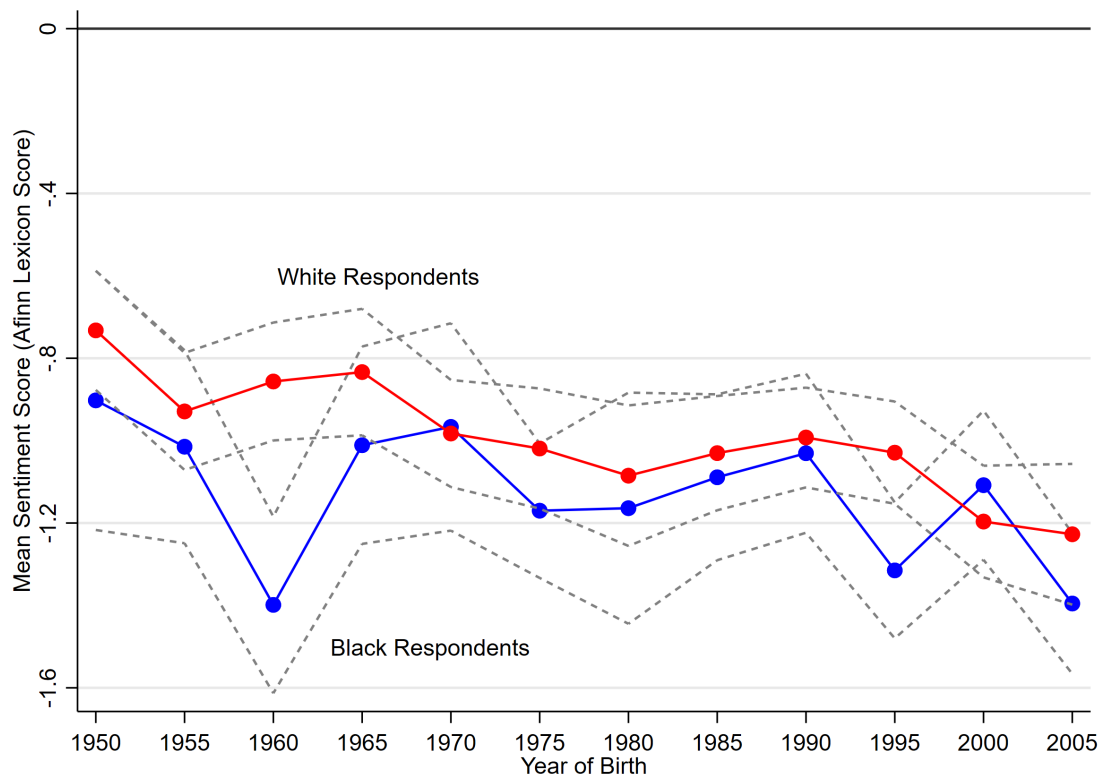 Mean Sentiment Score (Afinn Lexicon Score)
0
-.4
-.8
-1.2
-1.6
White Respondents
Black Respondents
1950 1955 1960 1965 1970 1975 1980 1985 1990 1995 2000 2005
Year of Birth